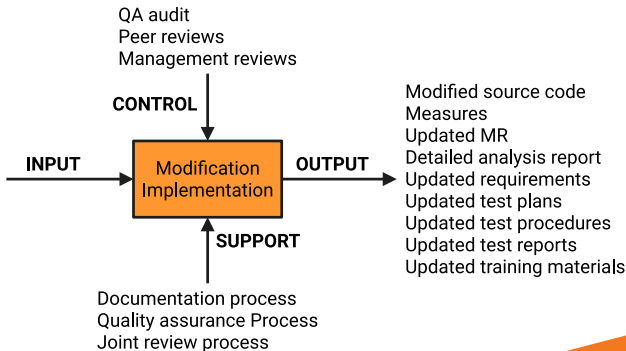 QA audit
Peer reviews
Management reviews
CONTROL
INPUT
Modification
Implementation
OUTPUT
Modified source code
Measures
Updated MR
Detailed analysis report
Updated requirements
Updated test plans
Updated test procedures
Updated test reports
Updated training materials
SUPPORT
Documentation process
Quality assurance Process
Joint review process